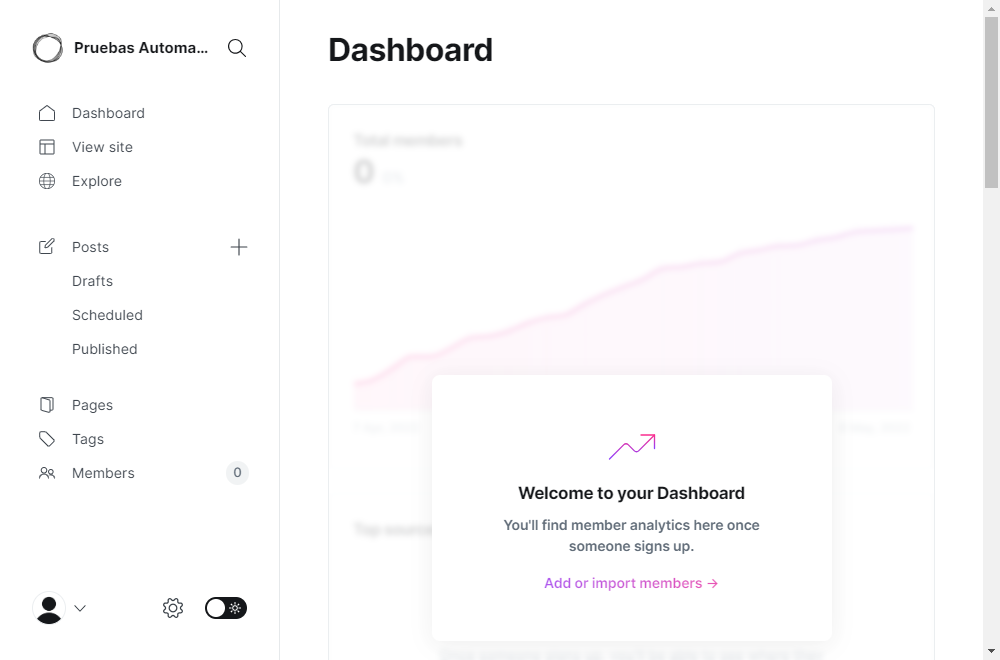 Pruebas Automa...
Dashboard
View site
Explore
Posts
Drafts
Scheduled
Published
Pages
Tags
Members
0
Dashboard
Total members
0
Welcome to your Dashboard
You'll find member analytics here once
someone signs up.
Add or import members →